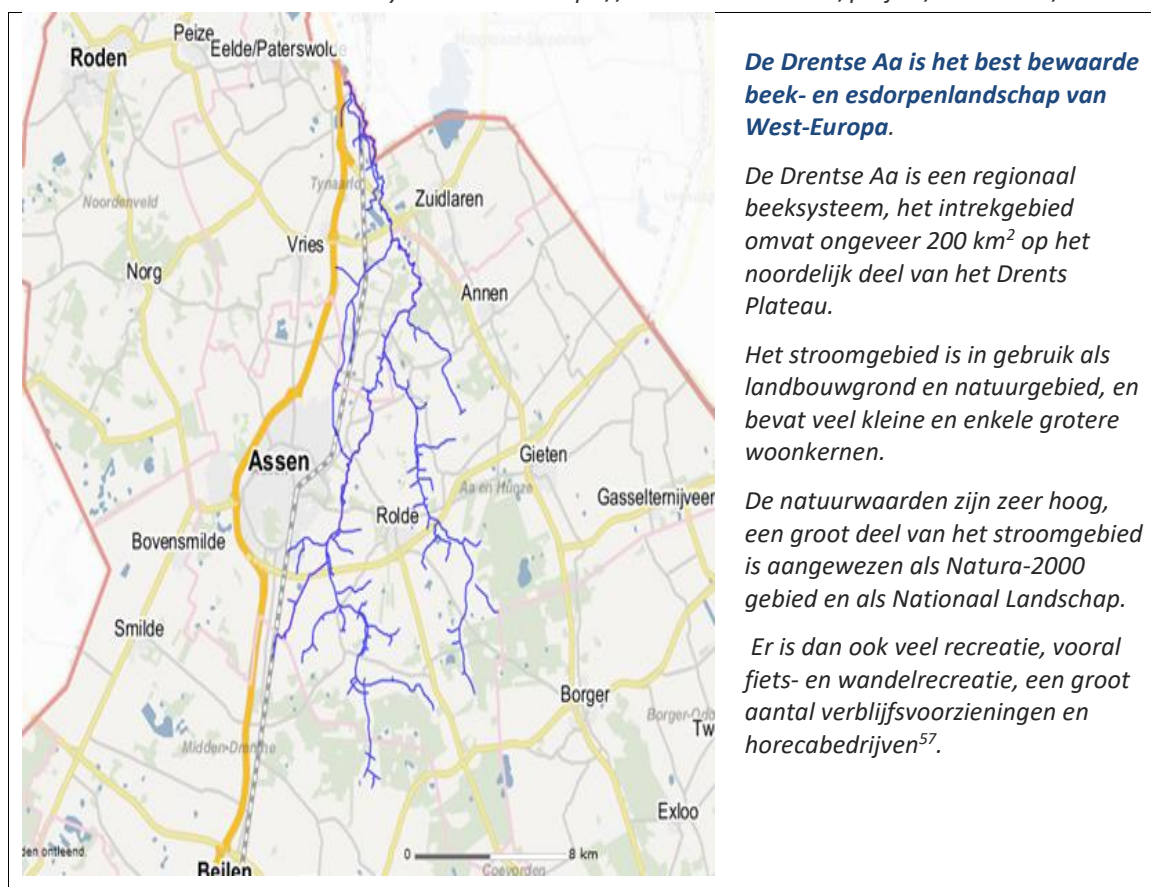 Peize
Eelde/Paterswolde
Roden
De Drentse Aa is het best bewaarde
beek- en esdorpenlandschap van
West-Europa.
De Drentse Aa is een regionaal
beeksysteem, het intrekgebied
omvat ongeveer 200 km² op het
noordelijk deel van het Drents
Plateau.
Het stroomgebied is in gebruik als
landbouwgrond en natuurgebied, en
bevat veel kleine en enkele grotere
woonkernen.
De natuurwaarden zijn zeer hoog,
een groot deel van het stroomgebied
is aangewezen als Natura-2000
gebied en als Nationaal Landschap.
Er is dan ook veel recreatie, vooral
fiets- en wandelrecreatie, een groot
aantal verblijfsvoorzieningen en
horecabedrijven⁵⁷.
Tynaarlo
Noordenveld
Zuidlaren
Vries
Norg
Annen
Assen
Gieten
Aa en Hunze
Gasselternijveen
Rolde
Bovensmilde
Smilde
Borger
Midden-Drenthe
Exloo
den ontleend.
0 8 km
Beilen
Coevorden